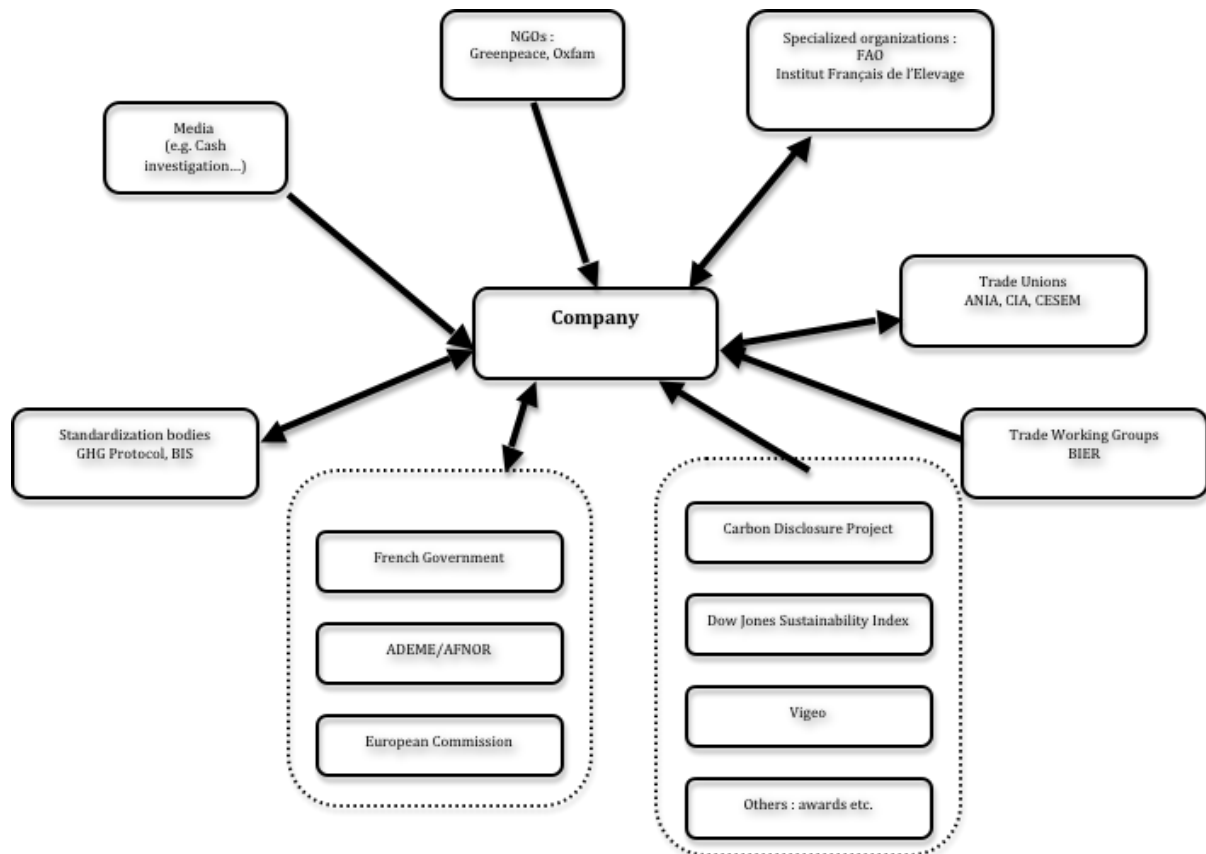 NGOs :
Greenpeace, Oxfam
Specialized organizations :
FAO
Institut Français de l'Elevage
Media
(e.g. Cash
investigation...)
Trade Unions
ANIA, CIA, CESEM
Company
Standardization bodies
GHG Protocol, BIS
Trade Working Groups
BIER
French Government
ADEME/AFNOR
European Commission
Carbon Disclosure Project
Dow Jones Sustainability Index
Vigeo
Others : awards etc.